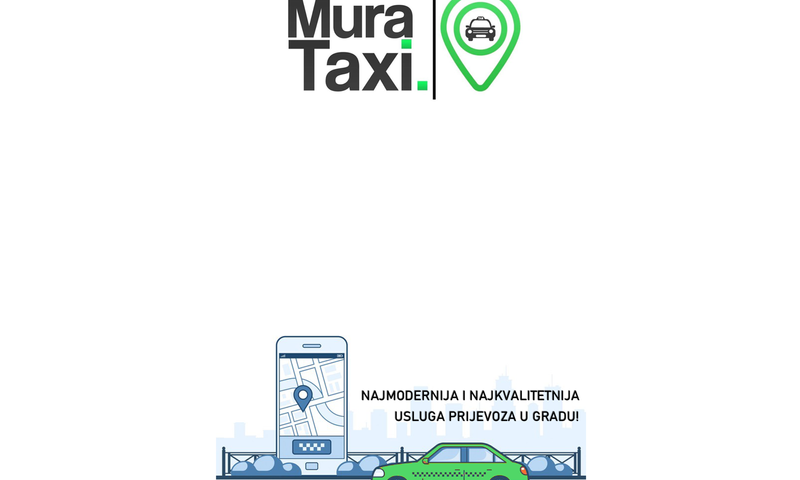 Mura
Taxi.
NAJMODERNIJA I NAJKVALITETNIJA
USLUGA PRIJEVOZA U GRADU!